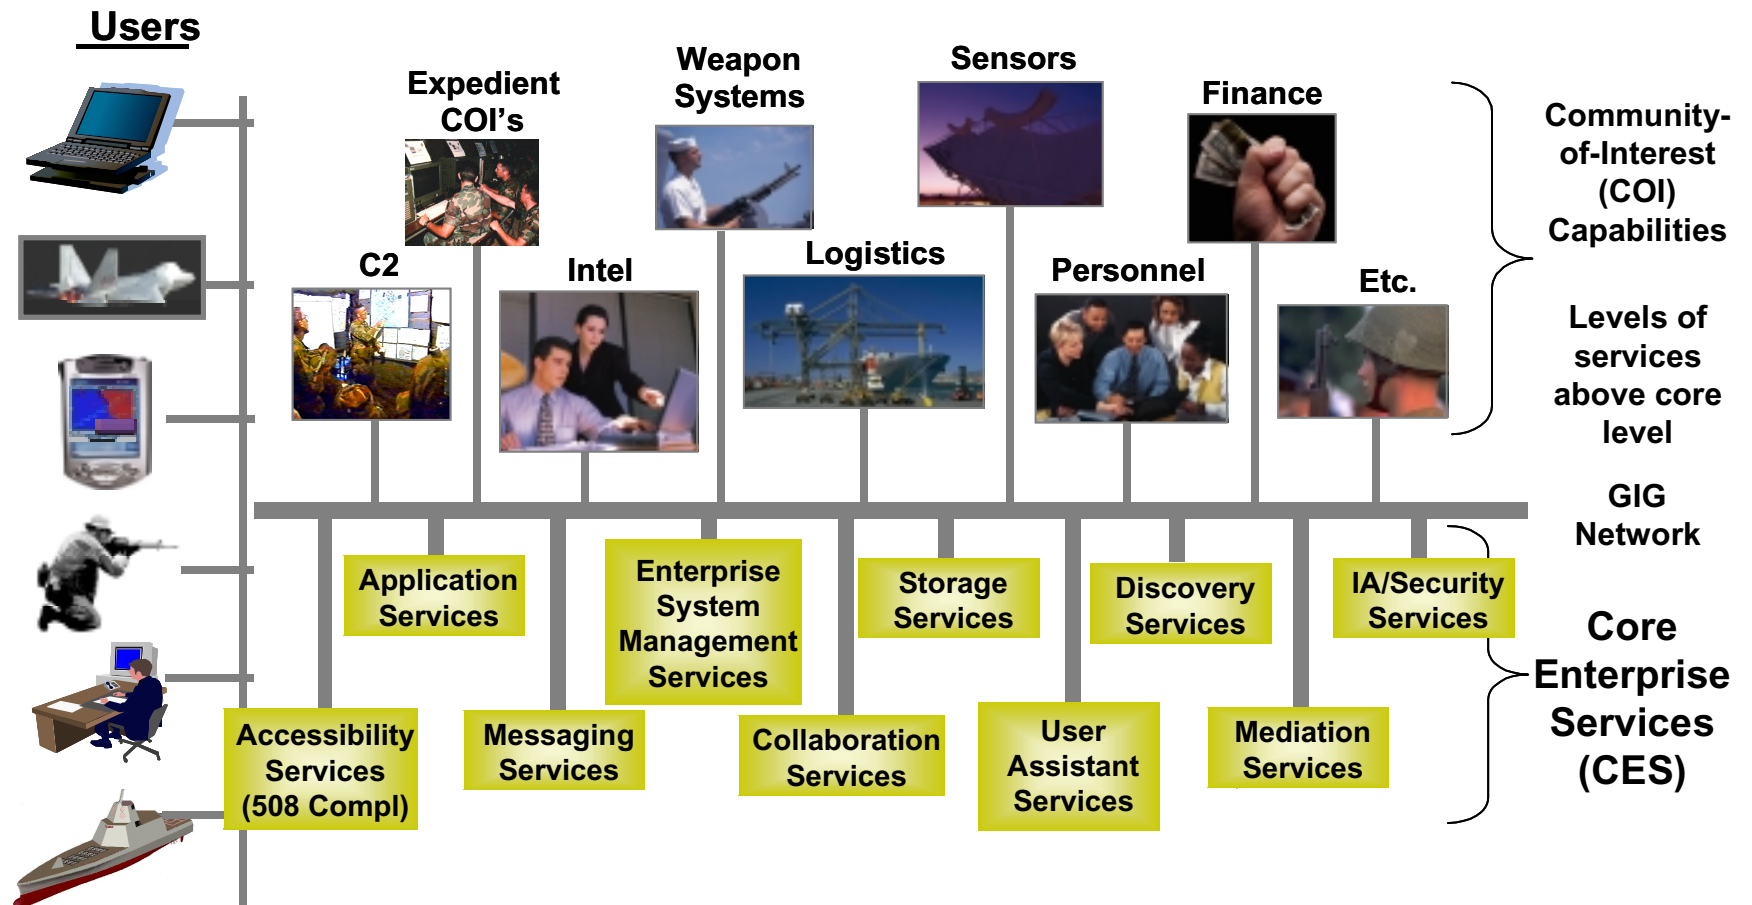 Users
Expedient
COI's
Weapon
Systems
Sensors
Finance
C2
Intel
Logistics
Personnel
Etc.
Community-
of-Interest
(COI)
Capabilities
Levels of
services
above core
level
GIG
Network
Application
Services
Enterprise
System
Management
Services
Storage
Services
Discovery
Services
IA/Security
Services
Accessibility
Services
(508 Compl)
Messaging
Services
Collaboration
Services
User
Assistant
Services
Mediation
Services
Core
Enterprise
Services
(CES)